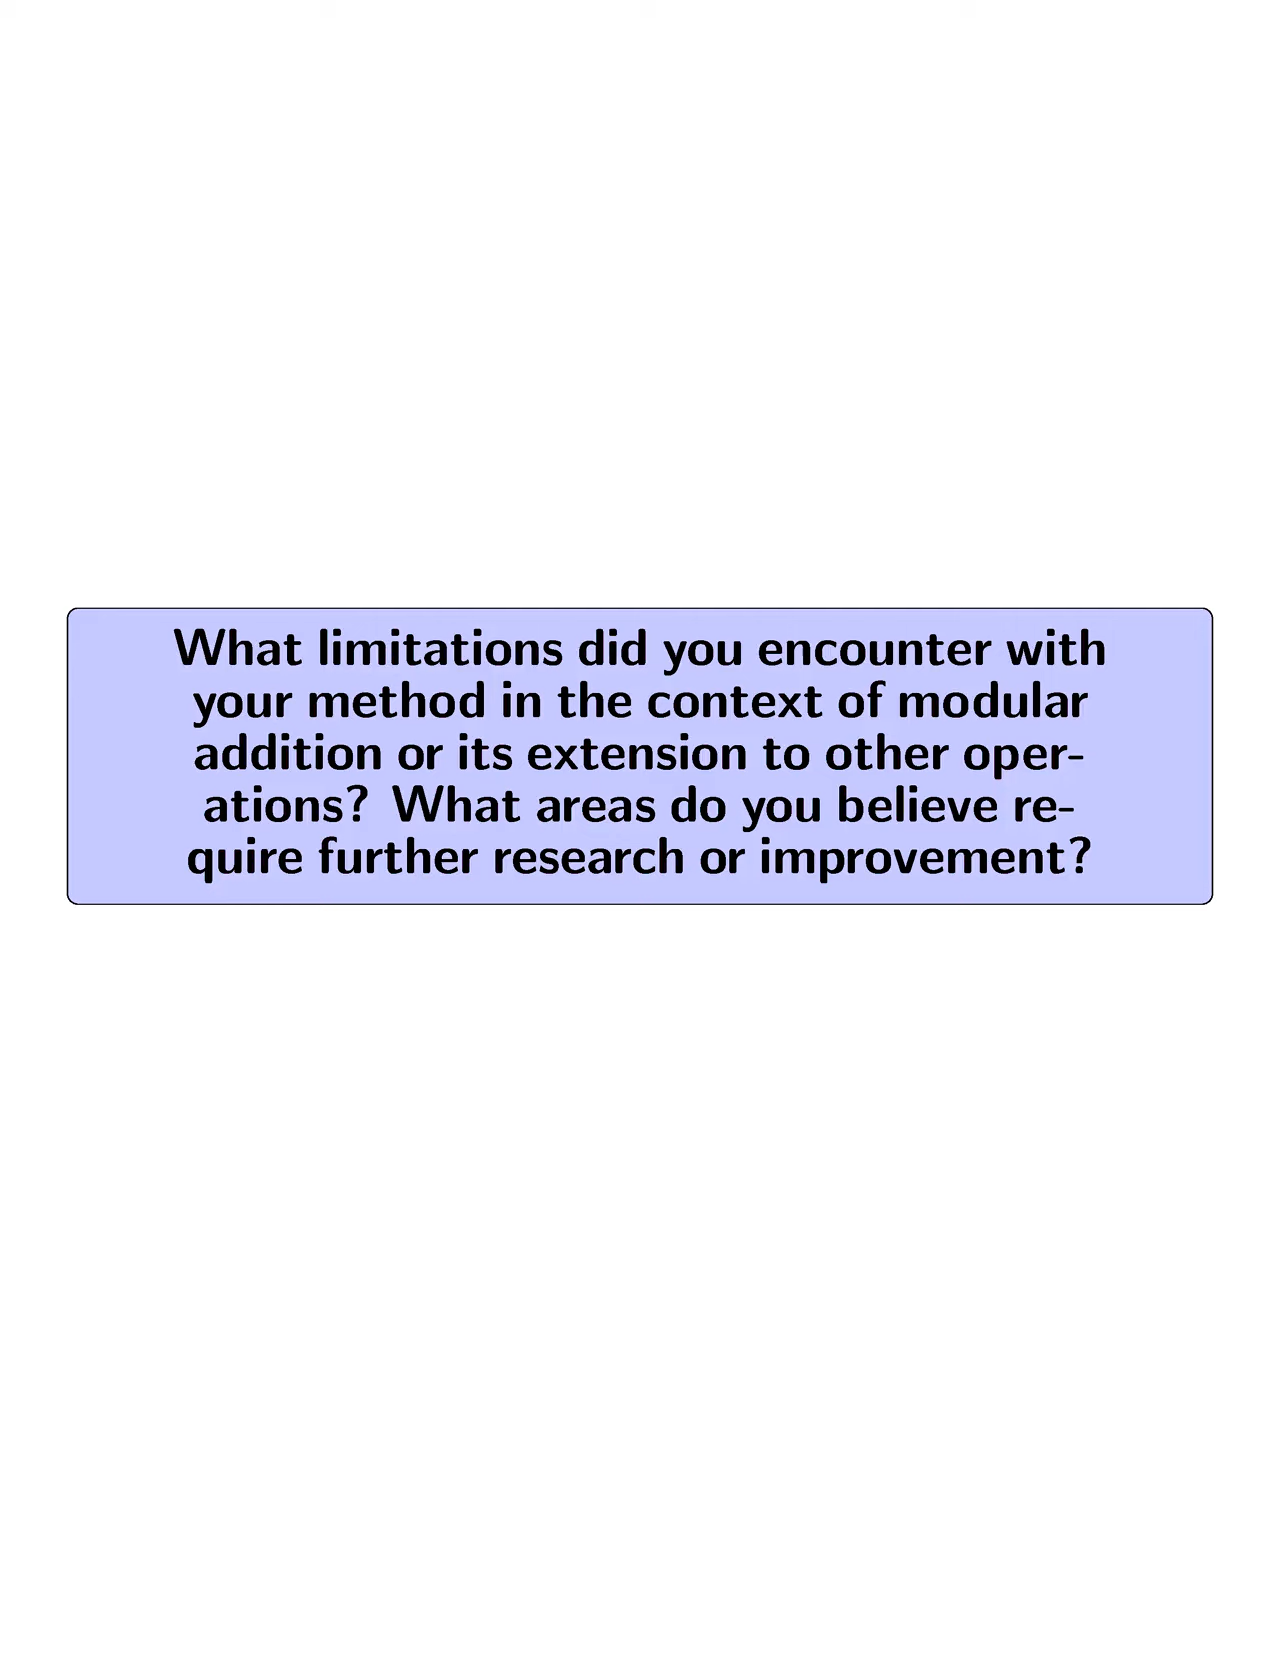 What limitations did you encounter with
your method in the context of modular
addition or its extension to other oper-
ations? What areas do you believe re-
quire further research or improvement?